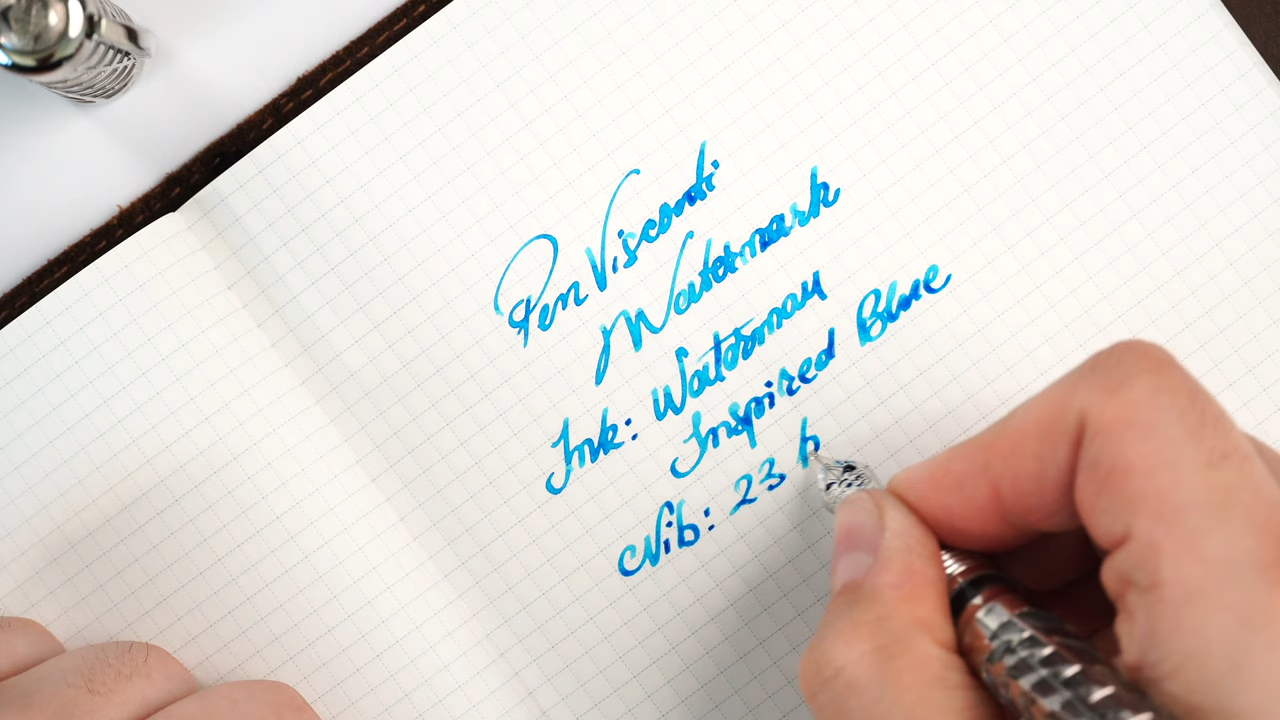 Pen Visconti
Watermark
Ink: Waterman
Inspired Blue
Nib: 23